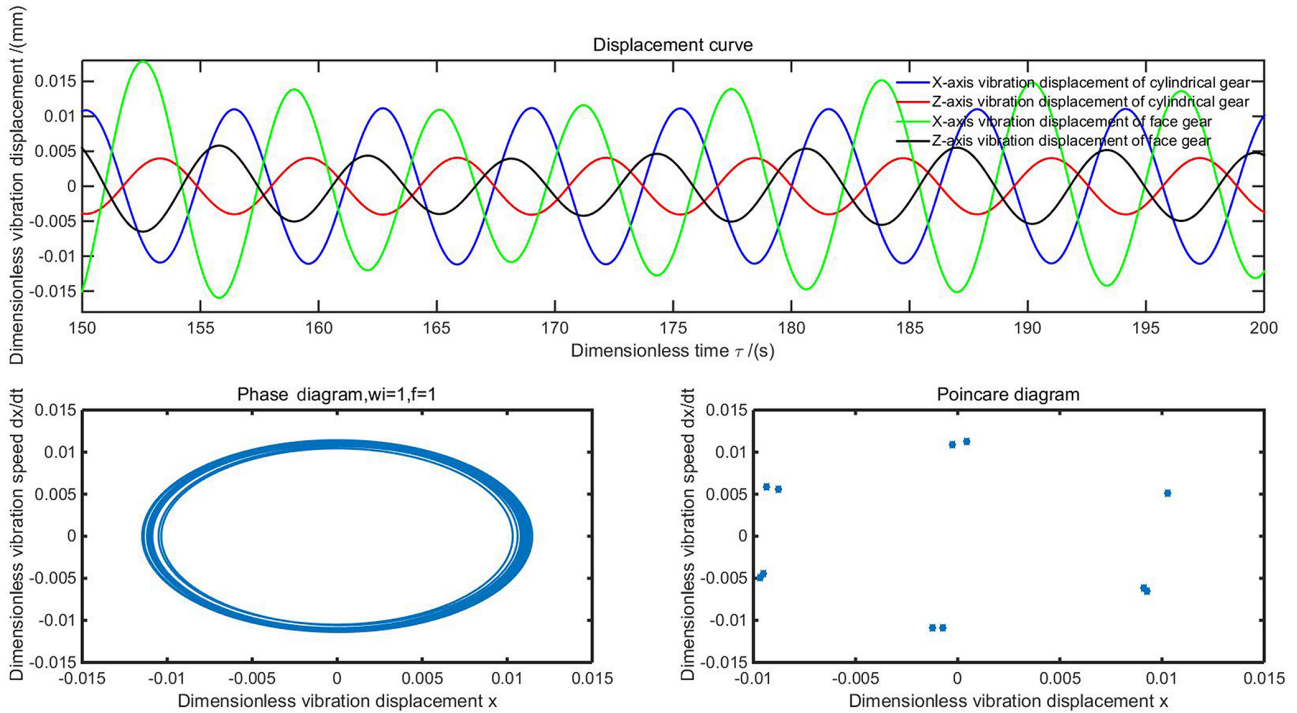 Displacement curve
Dimensionless vibration displacement /(mm)
0.015
0.01
0.005
0
-0.005
-0.01
-0.015
X-axis vibration displacement of cylindrical gear
Z-axis vibration displacement of cylindrical gear
X-axis vibration displacement of face gear
Z-axis vibration displacement of face gear
150 155 160 165 170 175 180 185 190 195 200
Dimensionless time τ /(s)
Phase diagram,wi=1,f=1
Dimensionless vibration speed dx/dt
0.015
0.01
0.005
0
-0.005
-0.01
-0.015
-0.015 -0.01 -0.005 0 0.005 0.01 0.015
Dimensionless vibration displacement x
Poincare diagram
Dimensionless vibration speed dx/dt
0.015
0.01
0.005
0
-0.005
-0.01
-0.015
-0.01 -0.005 0 0.005 0.01 0.015
Dimensionless vibration displacement x